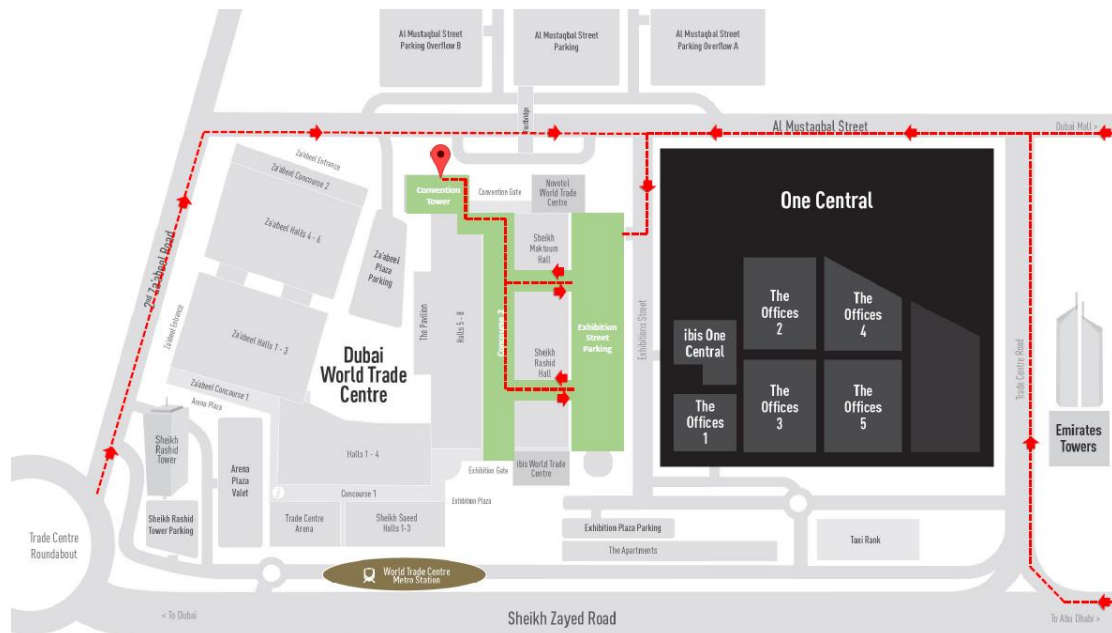 Al Mustaqbal Street
Parking Overflow B
Al Mustaqbal Street
Parking
Al Mustaqbal Street
Parking Overflow A
Footbridge
Al Mustaqbal Street
Dubai Mall >
Za'abeel Entrance
Za'abeel Concourse 2
Convention
Tower
Convention Gate
Novotel
World Trade
Centre
One Central
2nd Za'abeel Road
Za'abeel Halls 4 - 6
Za'abeel
Plaza
Parking
Sheikh
Maktoum
Hall
The Pavilion
Halls 5 - 8
Concourse 2
Exhibition
Street
Parking
Exhibitions Street
The
Offices
2
The
Offices
4
Za'abeel Entrance
Za'abeel Halls 1 - 3
Dubai
World Trade
Centre
Sheikh
Rashid
Hall
ibis One
Central
Trade Centre Road
Za'abeel Concourse 1
Arena Plaza
The
Offices
1
The
Offices
3
The
Offices
5
Emirates
Towers
Sheikh
Rashid
Tower
Arena
Plaza
Valet
Halls 1 - 4
Exhibition Gate
ibis World Trade
Centre
Concourse 1
Exhibition Plaza
Sheikh Rashid
Tower Parking
Trade Centre
Arena
Sheikh Saeed
Halls 1-3
Exhibition Plaza Parking
The Apartments
Taxi Rank
Trade Centre
Roundabout
World Trade Centre
Metro Station
< To Dubai
Sheikh Zayed Road
To Abu Dhabi >